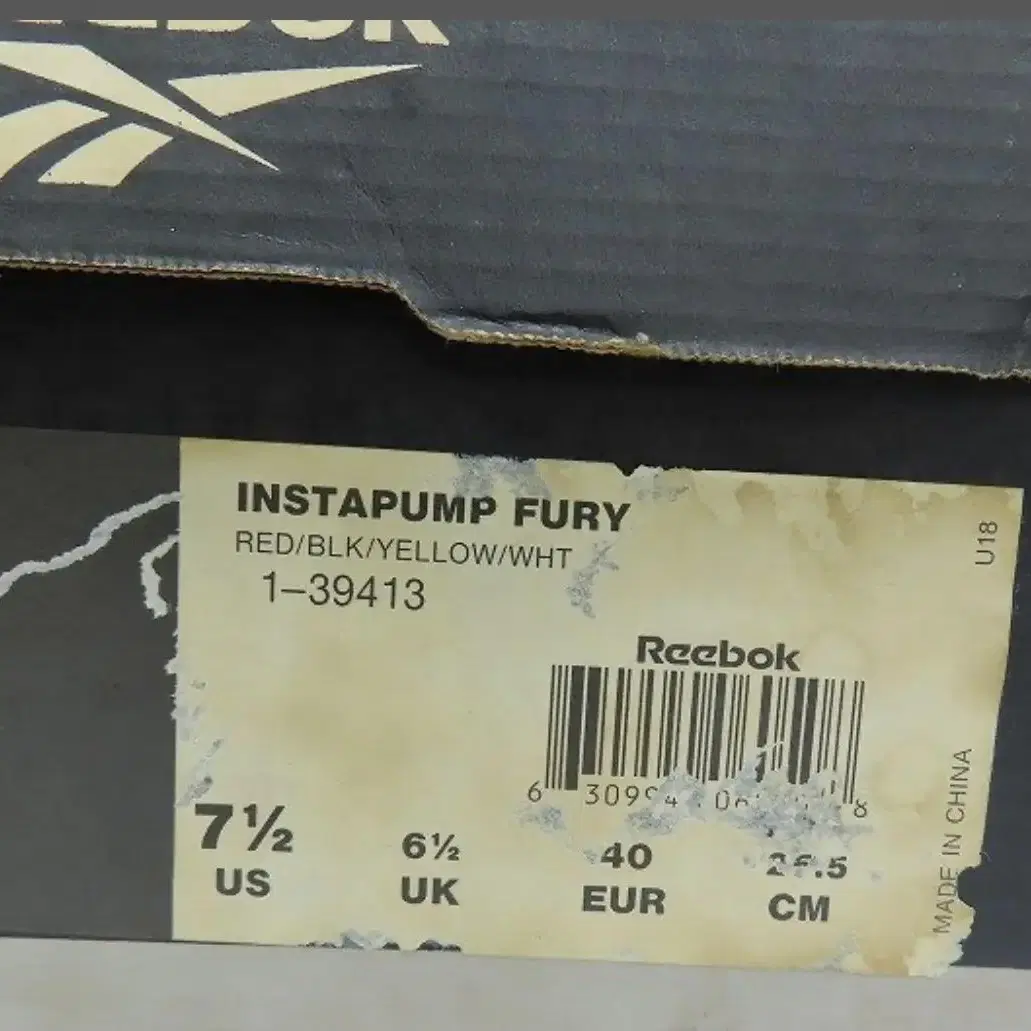 INSTAPUMP FURY
RED/BLK/YELLOW/WHT
1-39413
U18
Reebok
7½ US
6½ UK
40 EUR
CM
MADE IN CHINA